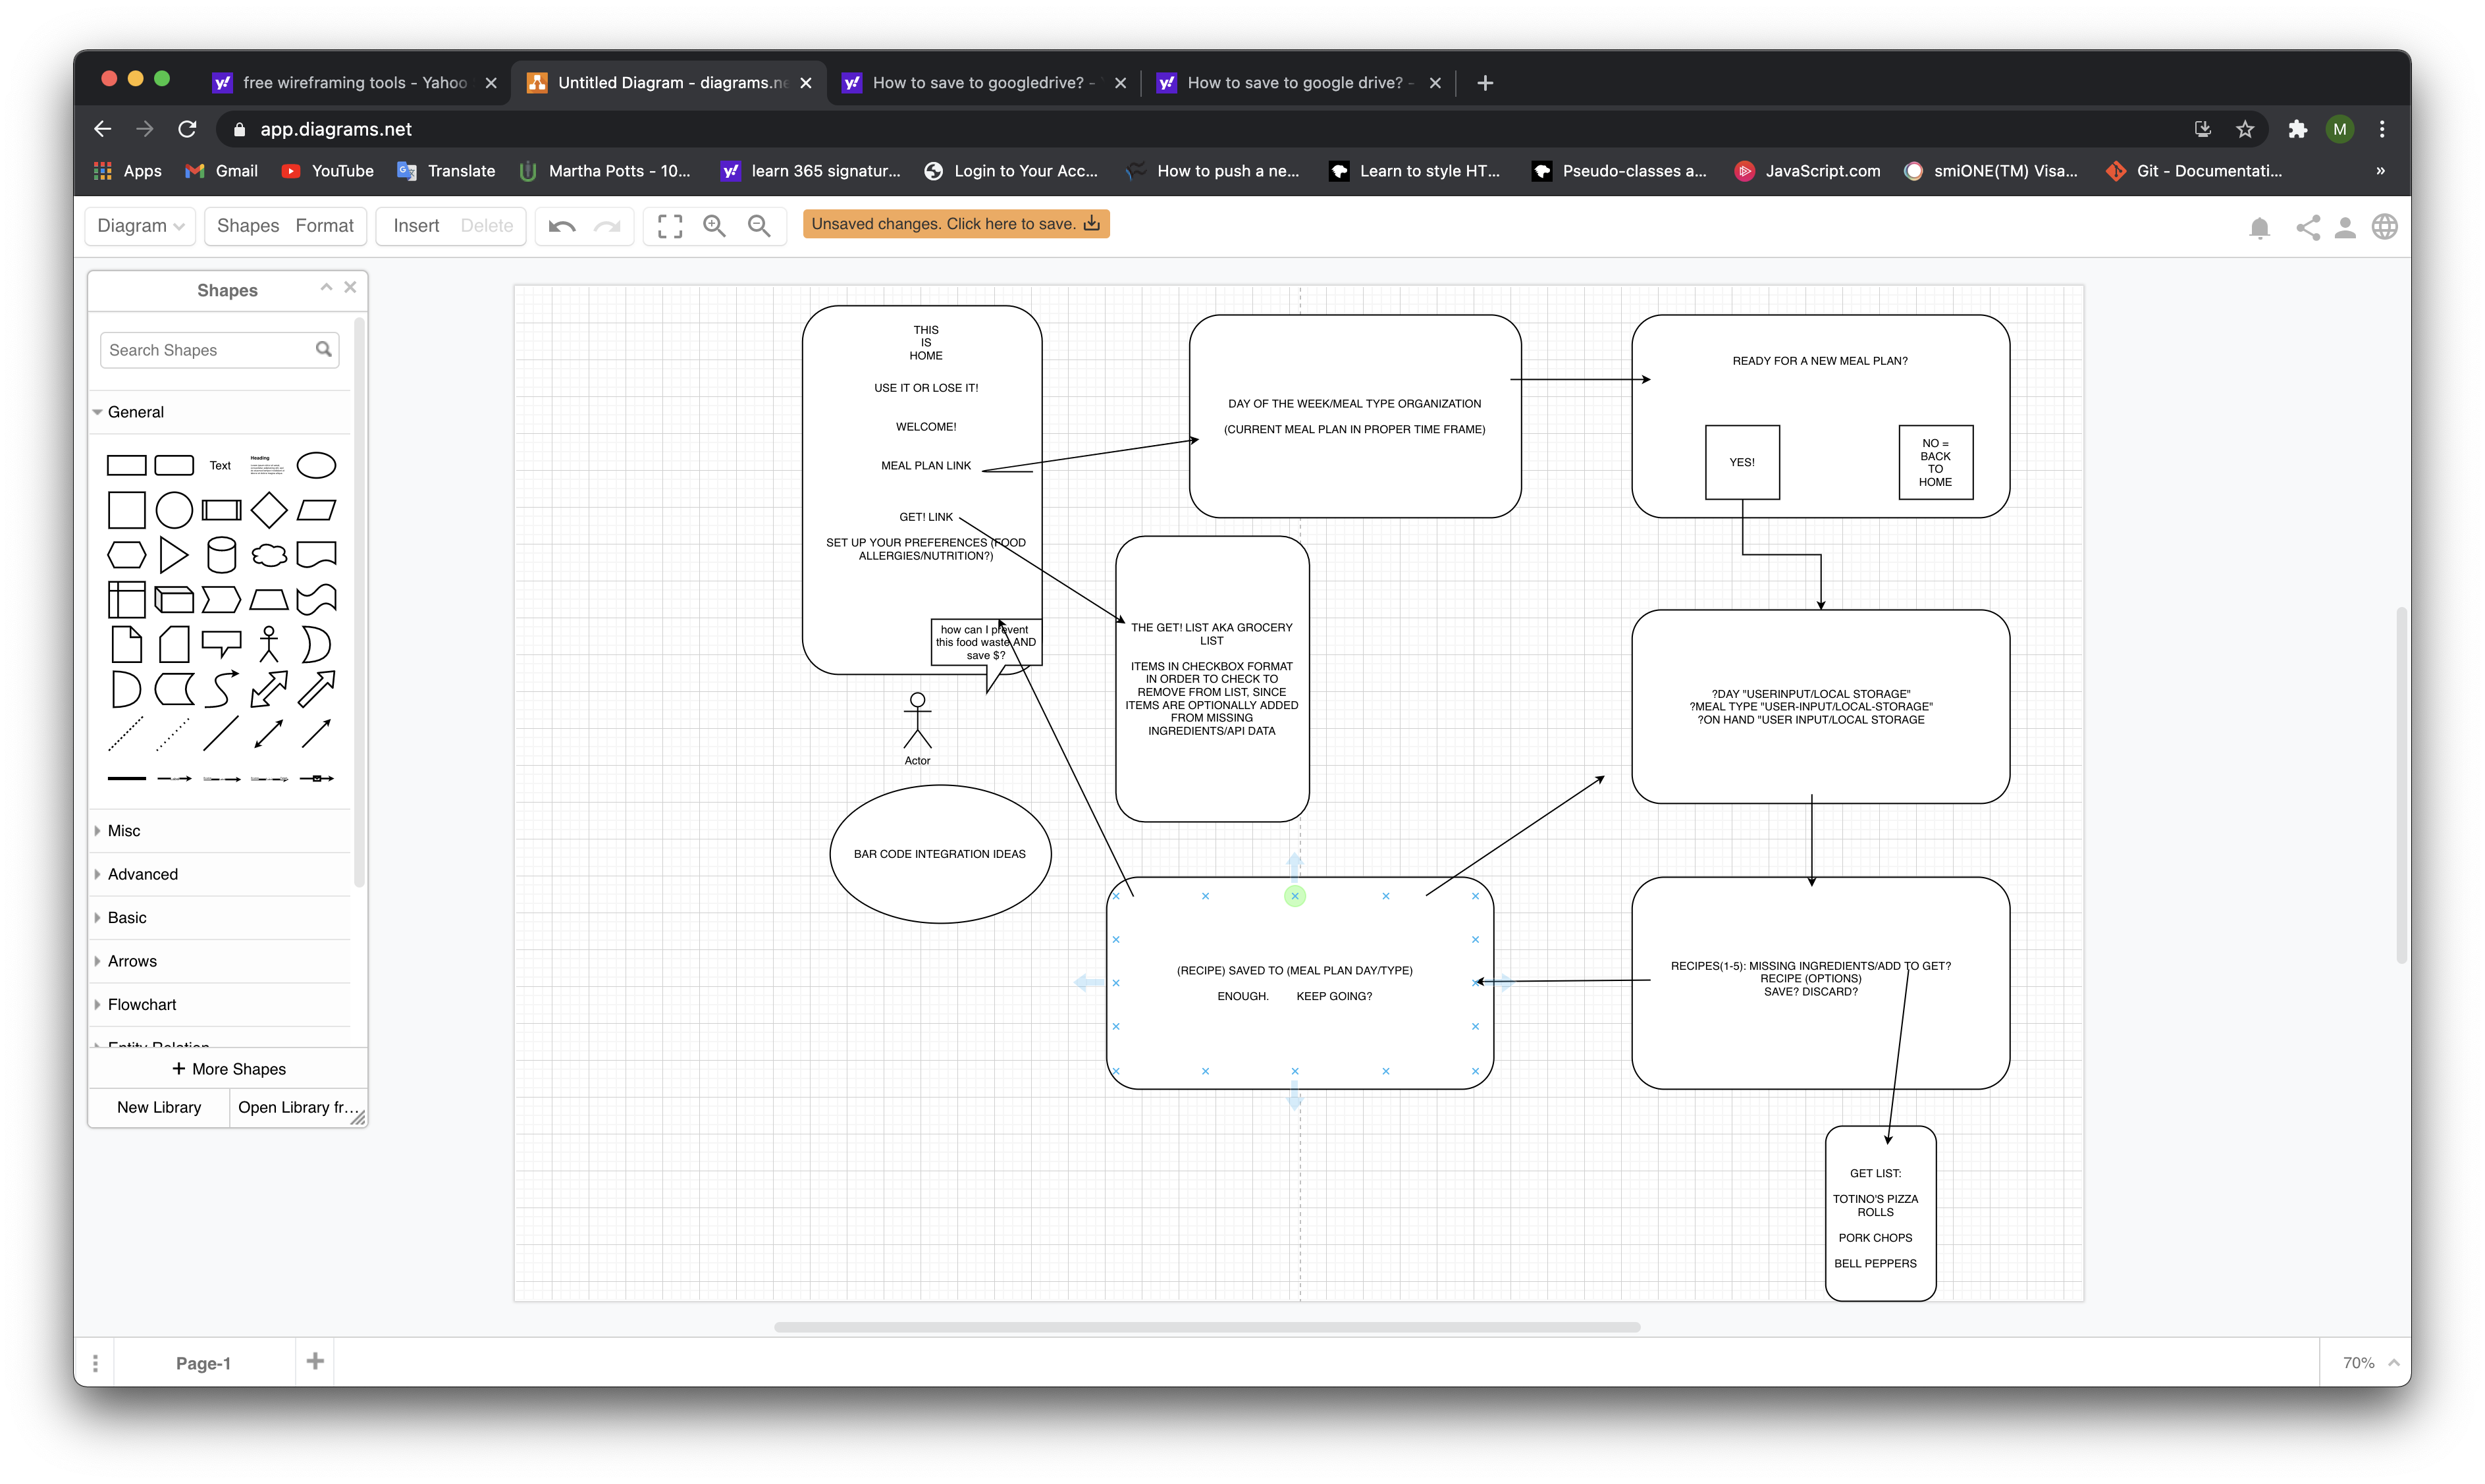 free wireframing tools - Yahoo
Untitled Diagram - diagrams.ne
How to save to googledrive? -
How to save to google drive? -
app.diagrams.net
M
Apps
Gmail
YouTube
Translate
Martha Potts - 10...
learn 365 signatur...
Login to Your Acc...
How to push a ne...
Learn to style HT...
Pseudo-classes a...
JavaScript.com
smiONE(TM) Visa...
Git - Documentati...
»
Diagram
Shapes
Format
Insert
Delete
Unsaved changes. Click here to save.
Shapes
Search Shapes
General
Text
Heading
Misc
Advanced
Basic
Arrows
Flowchart
Entity Relation
+ More Shapes
New Library
Open Library fr...
THIS
IS
HOME
USE IT OR LOSE IT!
WELCOME!
MEAL PLAN LINK
GET! LINK
SET UP YOUR PREFERENCES (FOOD
ALLERGIES/NUTRITION?)
how can I prevent
this food waste AND
save $?
Actor
BAR CODE INTEGRATION IDEAS
DAY OF THE WEEK/MEAL TYPE ORGANIZATION
(CURRENT MEAL PLAN IN PROPER TIME FRAME)
READY FOR A NEW MEAL PLAN?
YES!
NO =
BACK
TO
HOME
THE GET! LIST AKA GROCERY
LIST
ITEMS IN CHECKBOX FORMAT
IN ORDER TO CHECK TO
REMOVE FROM LIST, SINCE
ITEMS ARE OPTIONALLY ADDED
FROM MISSING
INGREDIENTS/API DATA
?DAY "USERINPUT/LOCAL STORAGE"
?MEAL TYPE "USER-INPUT/LOCAL-STORAGE"
?ON HAND "USER INPUT/LOCAL STORAGE
(RECIPE) SAVED TO (MEAL PLAN DAY/TYPE)
ENOUGH. KEEP GOING?
RECIPES(1-5): MISSING INGREDIENTS/ADD TO GET?
RECIPE (OPTIONS)
SAVE? DISCARD?
GET LIST:
TOTINO'S PIZZA
ROLLS
PORK CHOPS
BELL PEPPERS
Page-1
70%